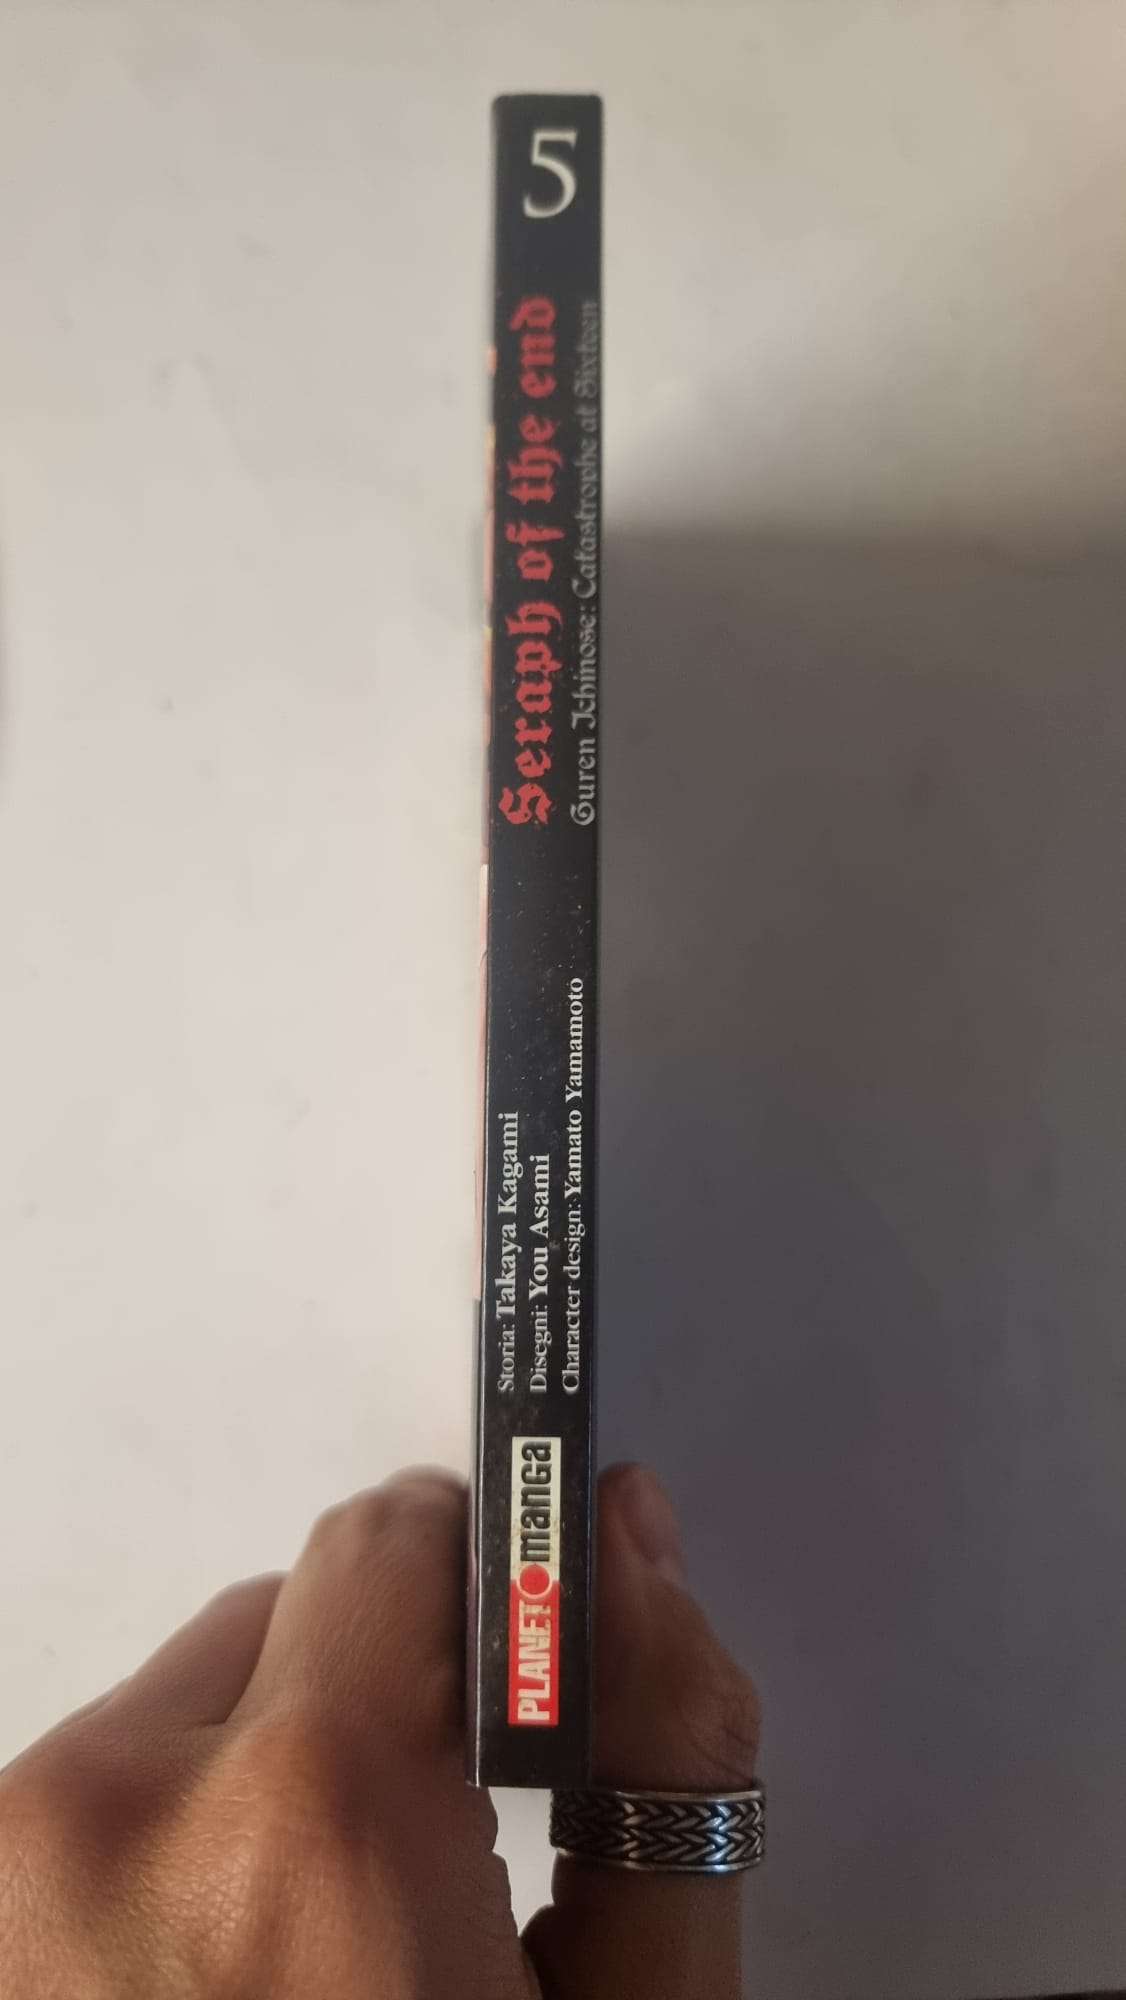 5
Seraph of the end
Guren Ichinose: Catastrophe at Sixteen
Storia: Takaya Kagami
Disegni: You Asami
Character design: Yamato Yamamoto
PLANET manga